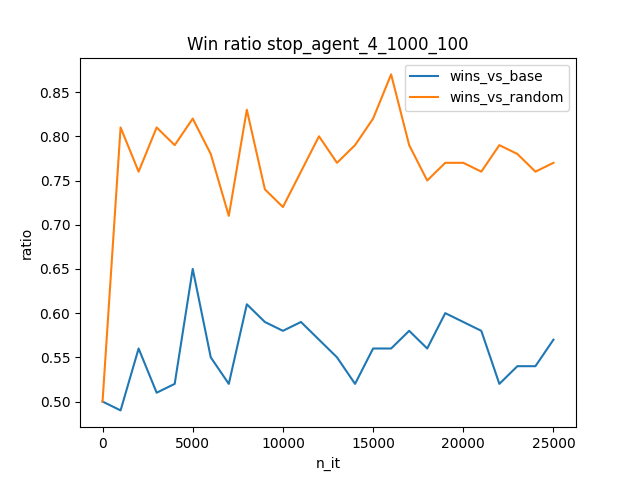 Win ratio stop_agent_4_1000_100
wins_vs_base
wins_vs_random
ratio
0.85
0.80
0.75
0.70
0.65
0.60
0.55
0.50
0 5000 10000 15000 20000 25000
n_it